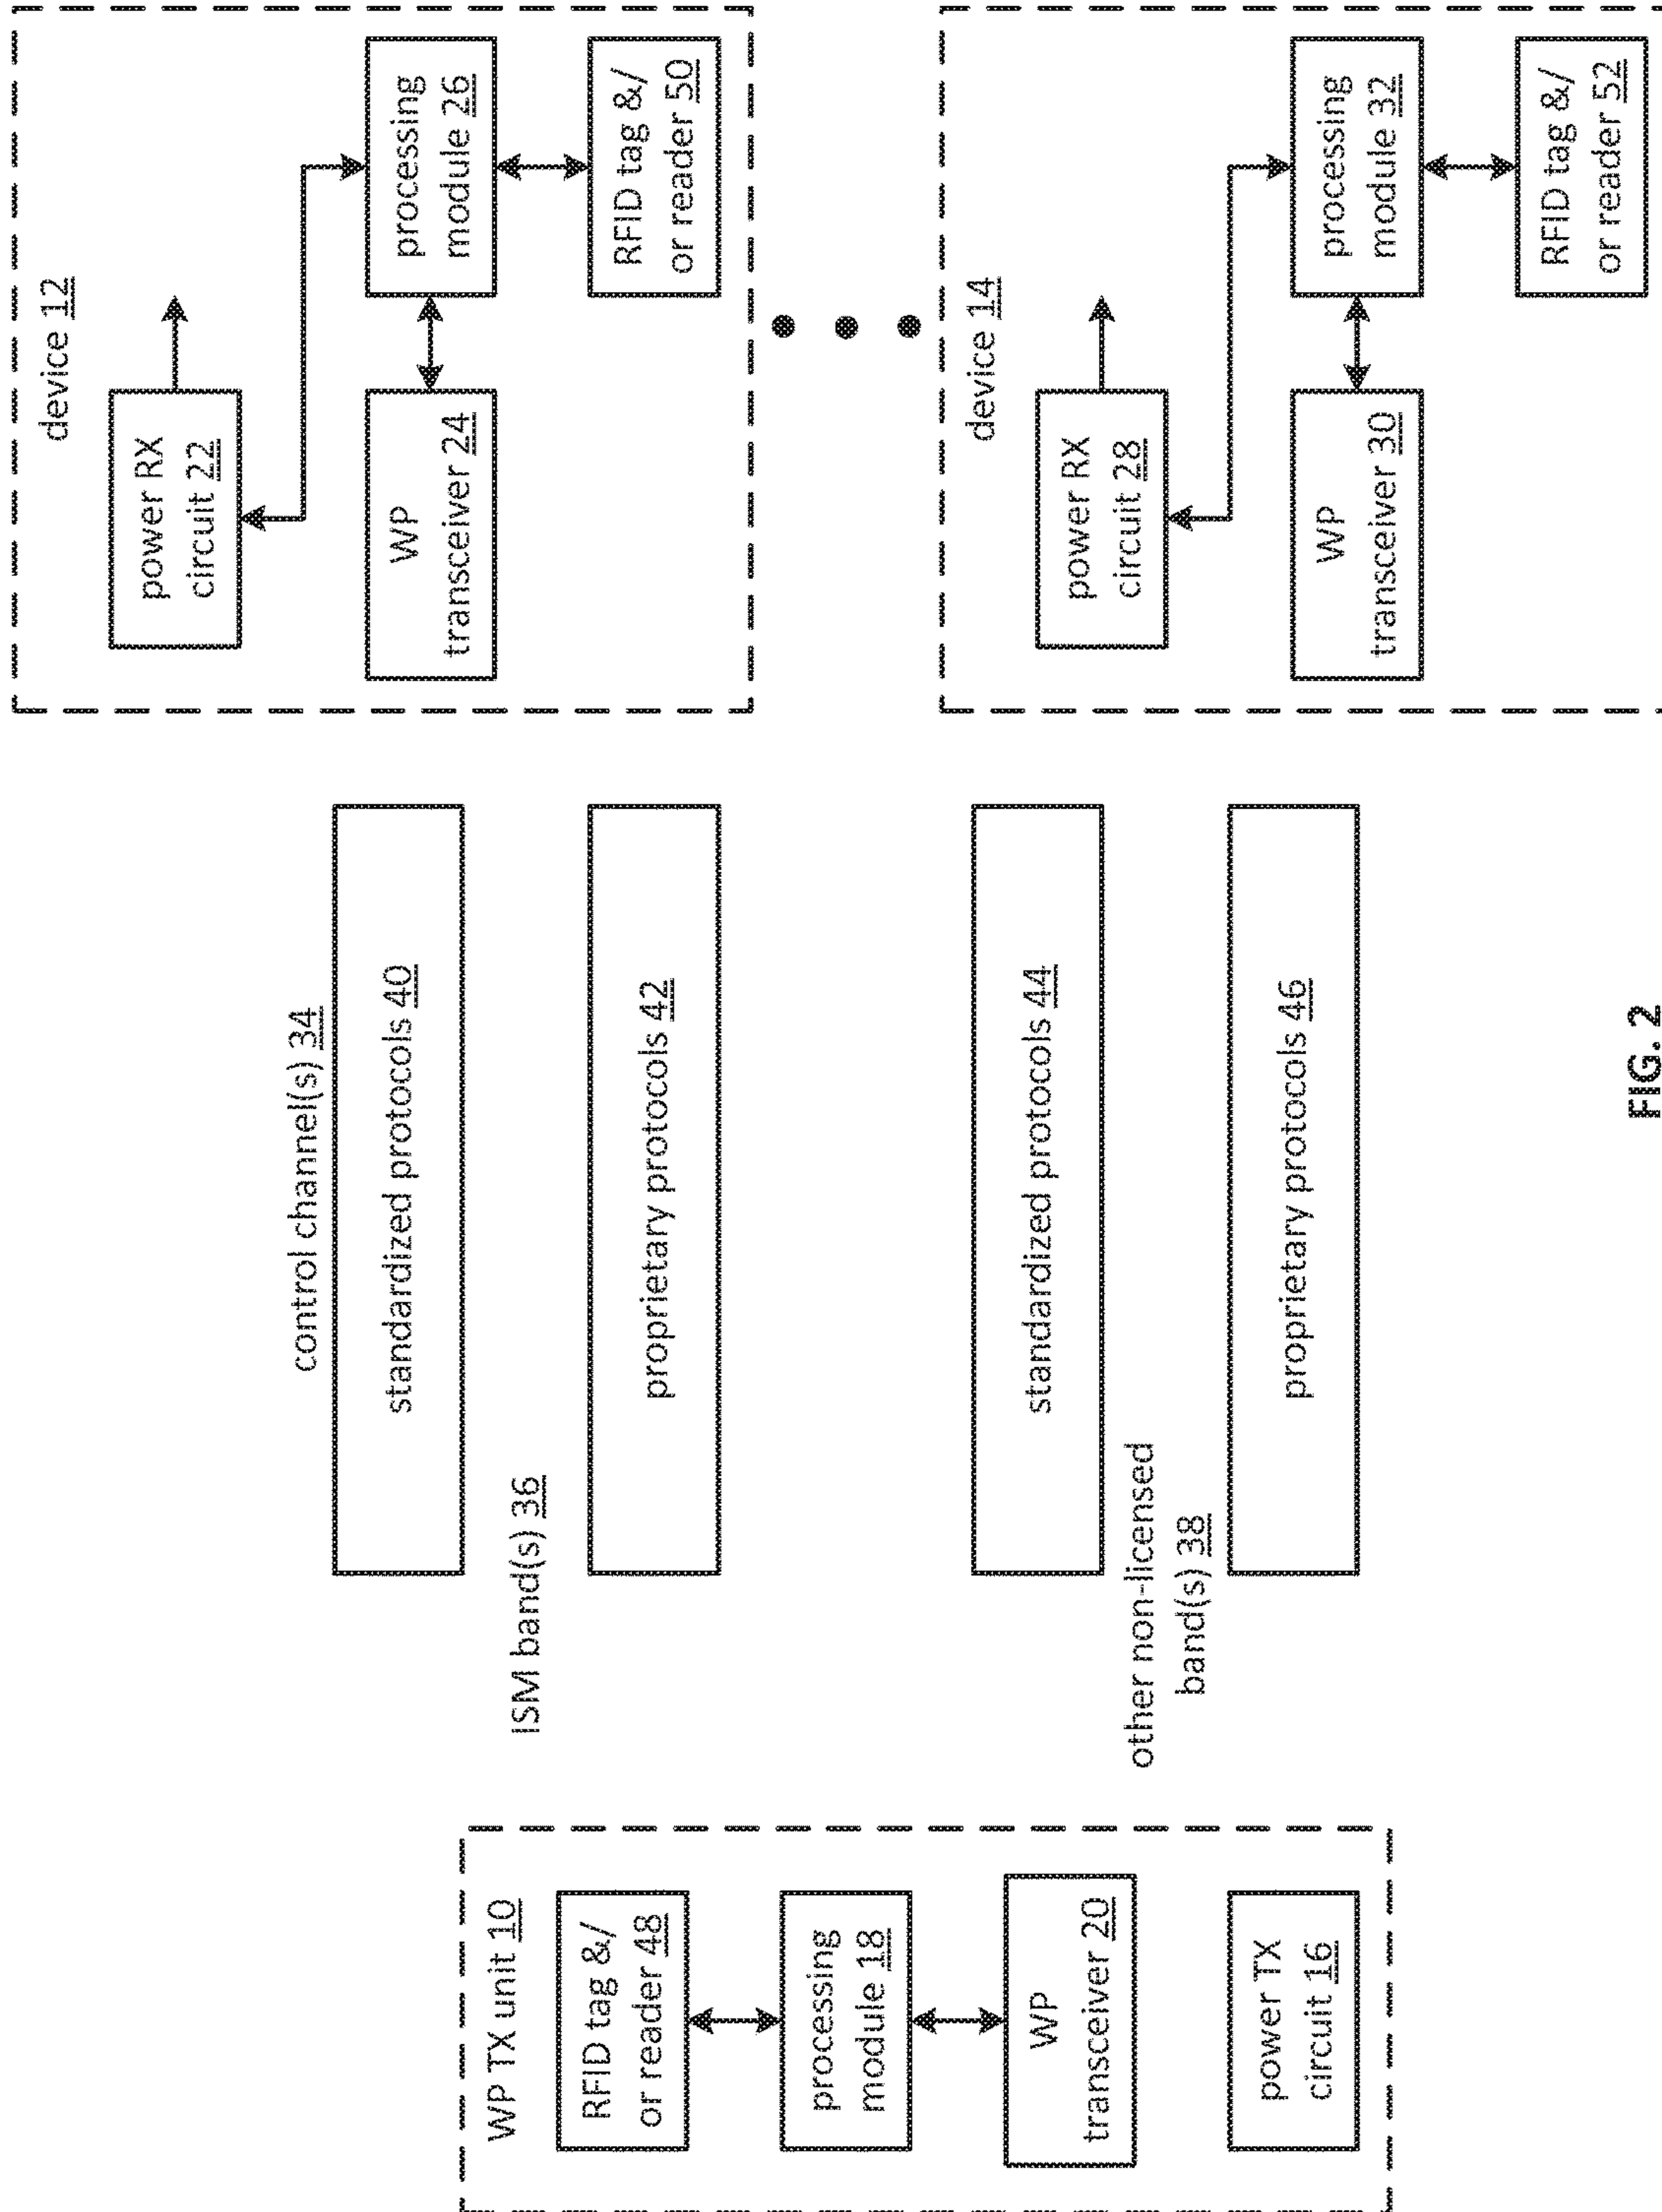 WP TX unit 10
RFID tag &/
or reader 48
processing
module 18
WP
transceiver 20
power TX
circuit 16
control channel(s) 34
standardized protocols 40
ISM band(s) 36
proprietary protocols 42
standardized protocols 44
other non-licensed
band(s) 38
proprietary protocols 46
device 12
power RX
circuit 22
WP
transceiver 24
processing
module 26
RFID tag &/
or reader 50
device 14
power RX
circuit 28
WP
transceiver 30
processing
module 32
RFID tag &/
or reader 52
FIG. 2